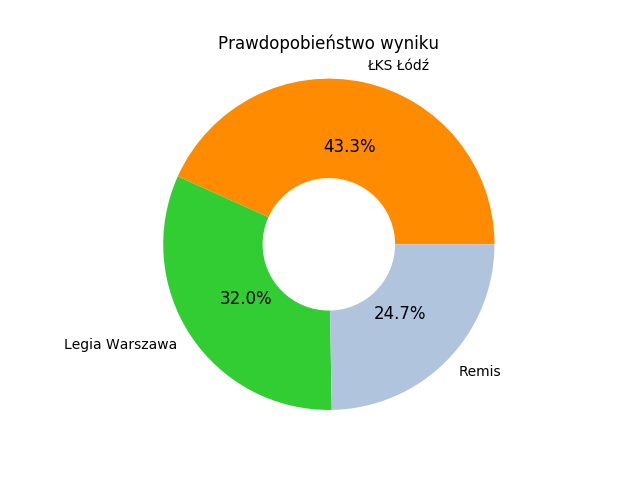 Prawdopobieństwo wyniku
ŁKS Łódź
43.3%
32.0%
24.7%
Legia Warszawa
Remis